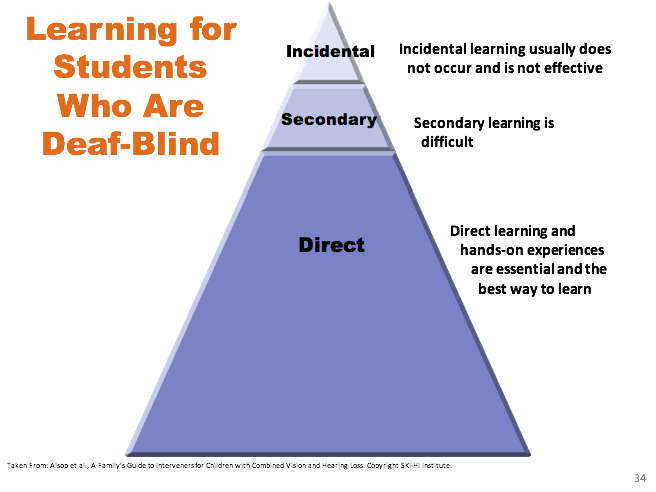 Learning for
Students
Who Are
Deaf-Blind
Incidental
Incidental learning usually does
not occur and is not effective
Secondary
Secondary learning is
difficult
Direct
Direct learning and
hands-on experiences
are essential and the
best way to learn
Taken From: Alsop et al., A Family's Guide to Interveners for Children with Combined Vision and Hearing Loss. Copyright SKI-HI Institute.
34